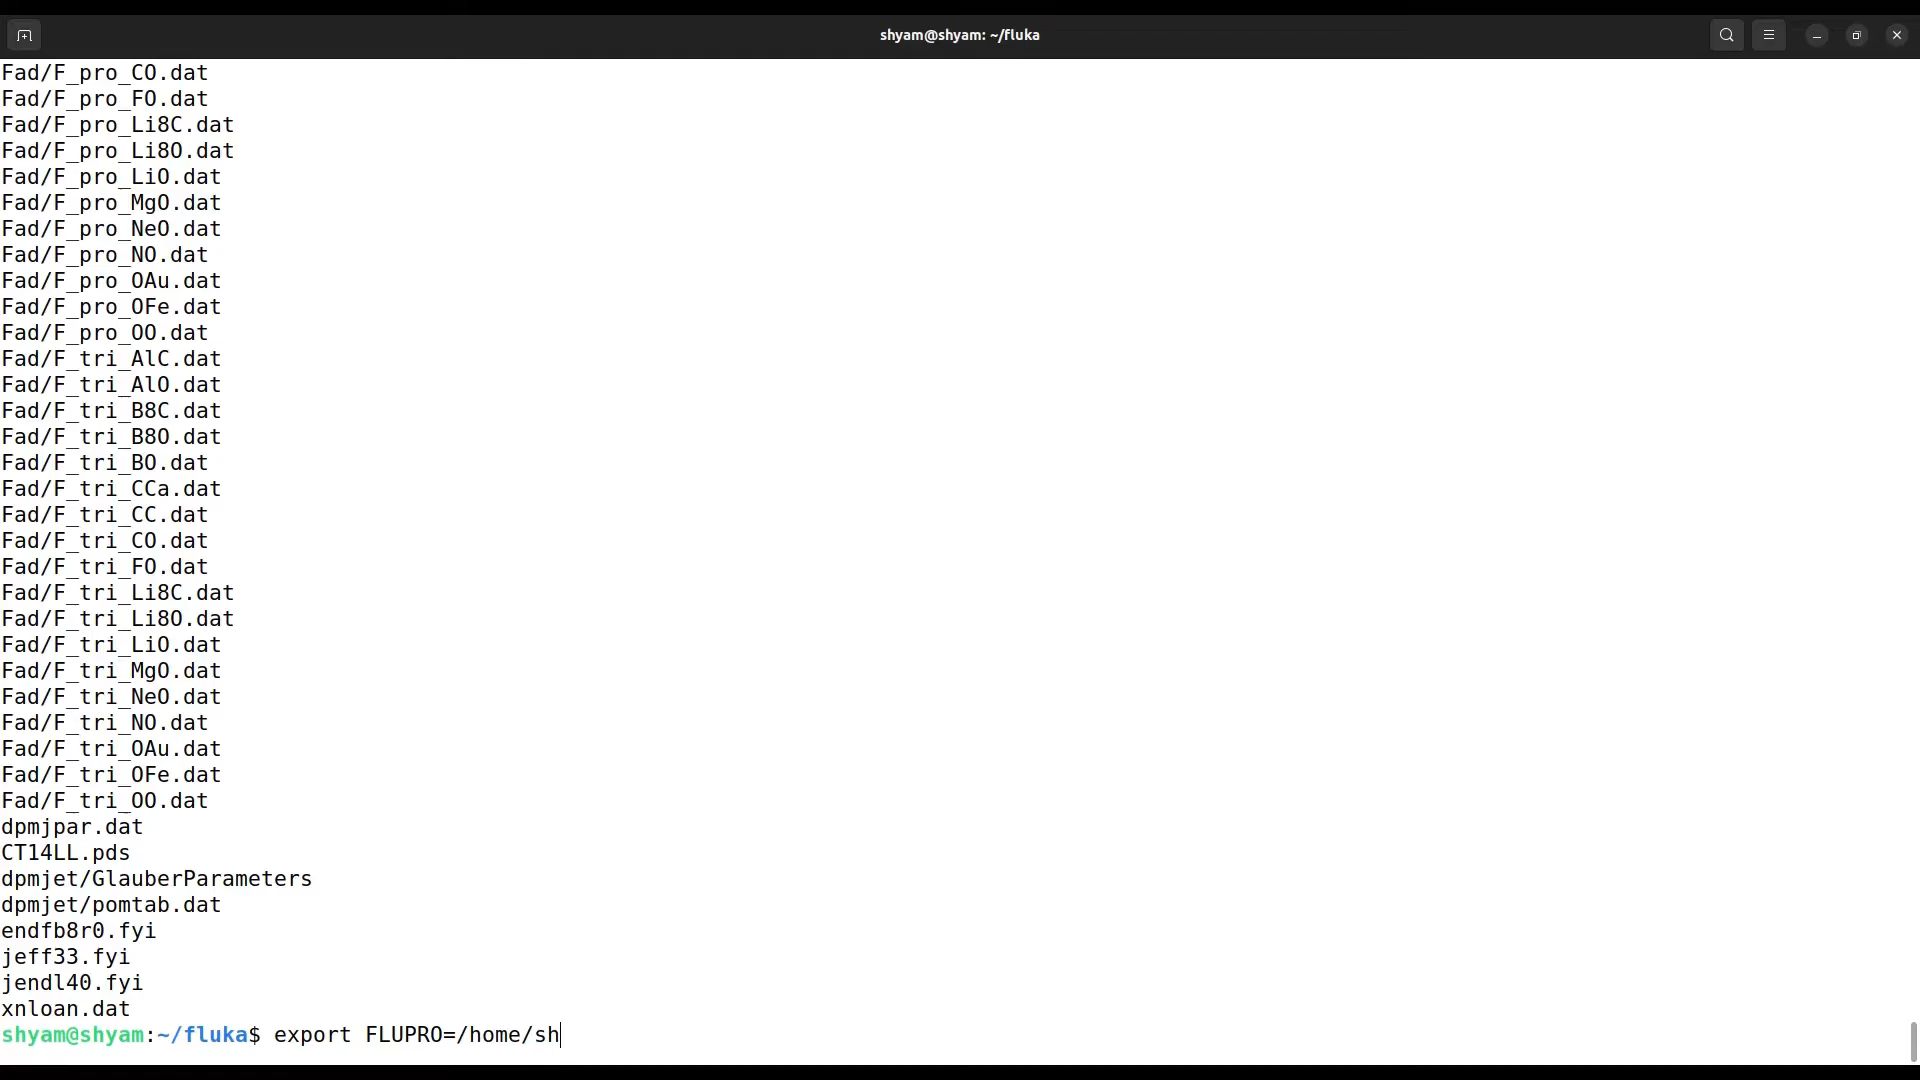 shyam@shyam: ~/fluka
Fad/F_pro_CO.dat
Fad/F_pro_FO.dat
Fad/F_pro_Li8C.dat
Fad/F_pro_Li8O.dat
Fad/F_pro_LiO.dat
Fad/F_pro_MgO.dat
Fad/F_pro_NeO.dat
Fad/F_pro_NO.dat
Fad/F_pro_OAu.dat
Fad/F_pro_OFe.dat
Fad/F_pro_OO.dat
Fad/F_tri_AlC.dat
Fad/F_tri_AlO.dat
Fad/F_tri_B8C.dat
Fad/F_tri_B8O.dat
Fad/F_tri_BO.dat
Fad/F_tri_CCa.dat
Fad/F_tri_CC.dat
Fad/F_tri_CO.dat
Fad/F_tri_FO.dat
Fad/F_tri_Li8C.dat
Fad/F_tri_Li8O.dat
Fad/F_tri_LiO.dat
Fad/F_tri_MgO.dat
Fad/F_tri_NeO.dat
Fad/F_tri_NO.dat
Fad/F_tri_OAu.dat
Fad/F_tri_OFe.dat
Fad/F_tri_OO.dat
dpmjpar.dat
CT14LL.pds
dpmjet/GlauberParameters
dpmjet/pomtab.dat
endfb8r0.fyi
jeff33.fyi
jendl40.fyi
xnloan.dat
shyam@shyam:~/fluka$ export FLUPRO=/home/sh